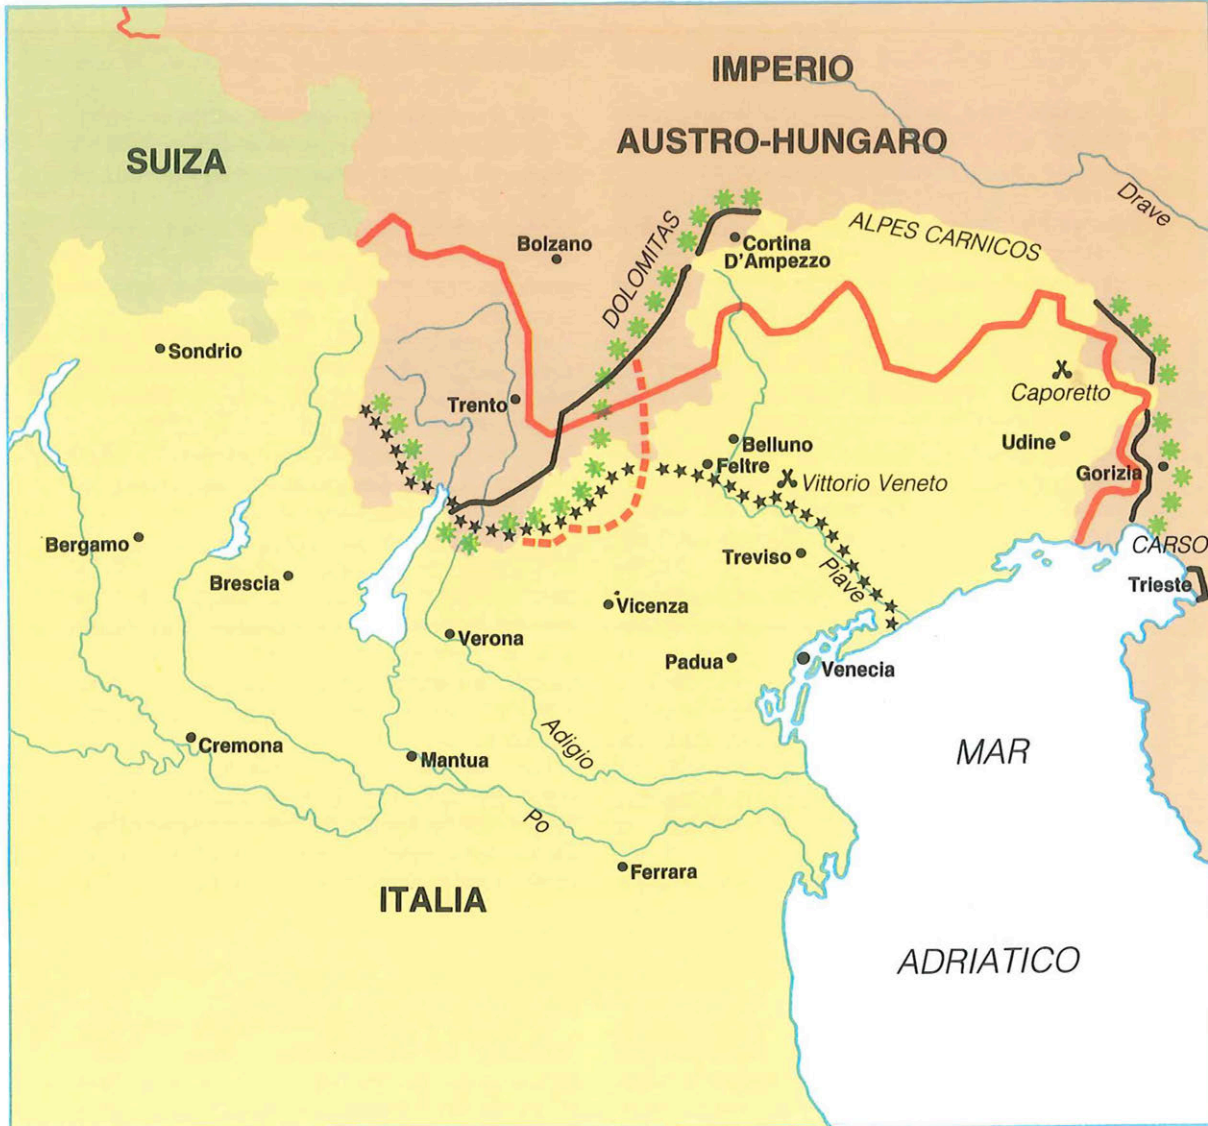 IMPERIO
AUSTRO-HUNGARO
SUIZA
Drave
DOLOMITAS
ALPES CARNICOS
Bolzano
Cortina
D'Ampezzo
Sondrio
Trento
Caporetto
Belluno
Udine
Feltre
Gorizia
Vittorio Veneto
Bergamo
Treviso
CARSO
Brescia
Piave
Trieste
Vicenza
Verona
Padua
Venecia
Adigio
Cremona
Mantua
MAR
Po
Ferrara
ITALIA
ADRIATICO